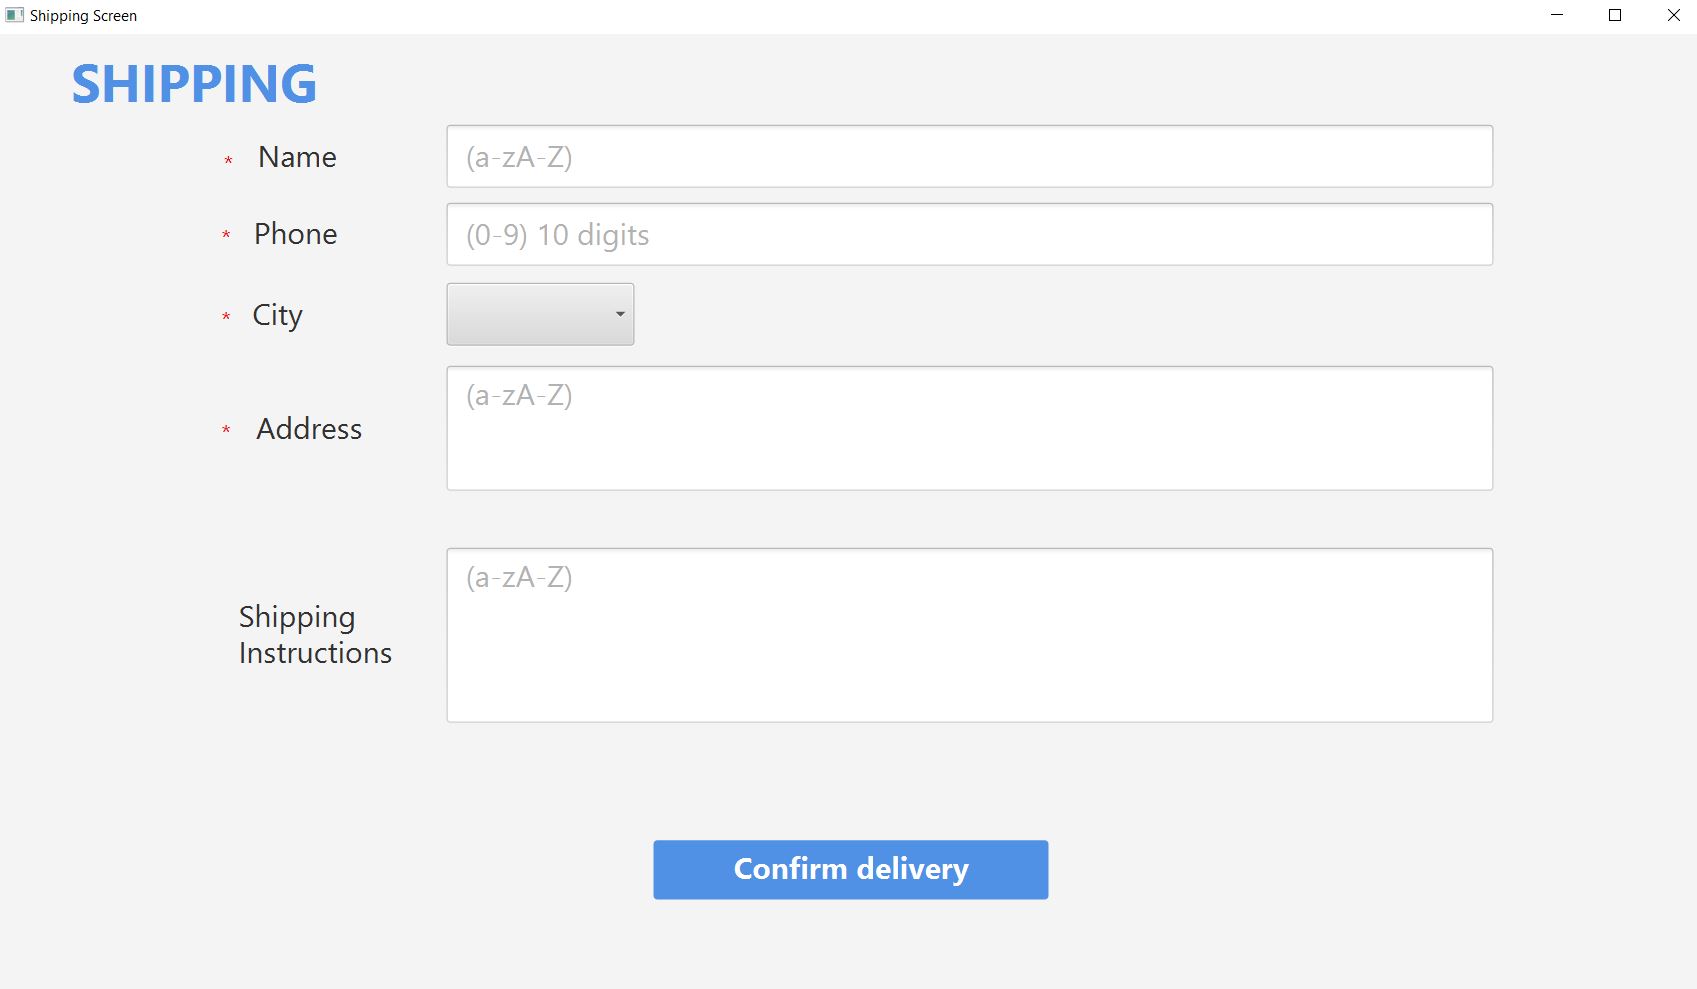 Shipping Screen
SHIPPING
* Name
(a-zA-Z)
* Phone
(0-9) 10 digits
* City
* Address
(a-zA-Z)
Shipping
Instructions
(a-zA-Z)
Confirm delivery